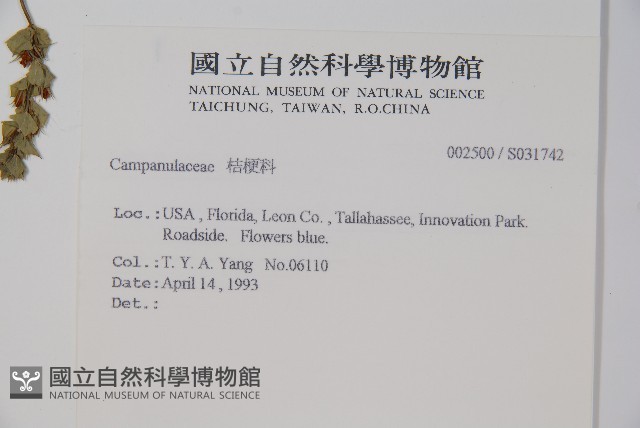 國立自然科學博物館
NATIONAL MUSEUM OF NATURAL SCIENCE
TAICHUNG, TAIWAN, R.O.CHINA
002500 / S031742
Campanulaceae 桔梗科
Loc.: USA , Florida, Leon Co. , Tallahassee, Innovation Park.
Roadside. Flowers blue.
Col.: T. Y. A. Yang No.06110
Date: April 14 , 1993
Det.:
國立自然科學博物館
NATIONAL MUSEUM OF NATURAL SCIENCE